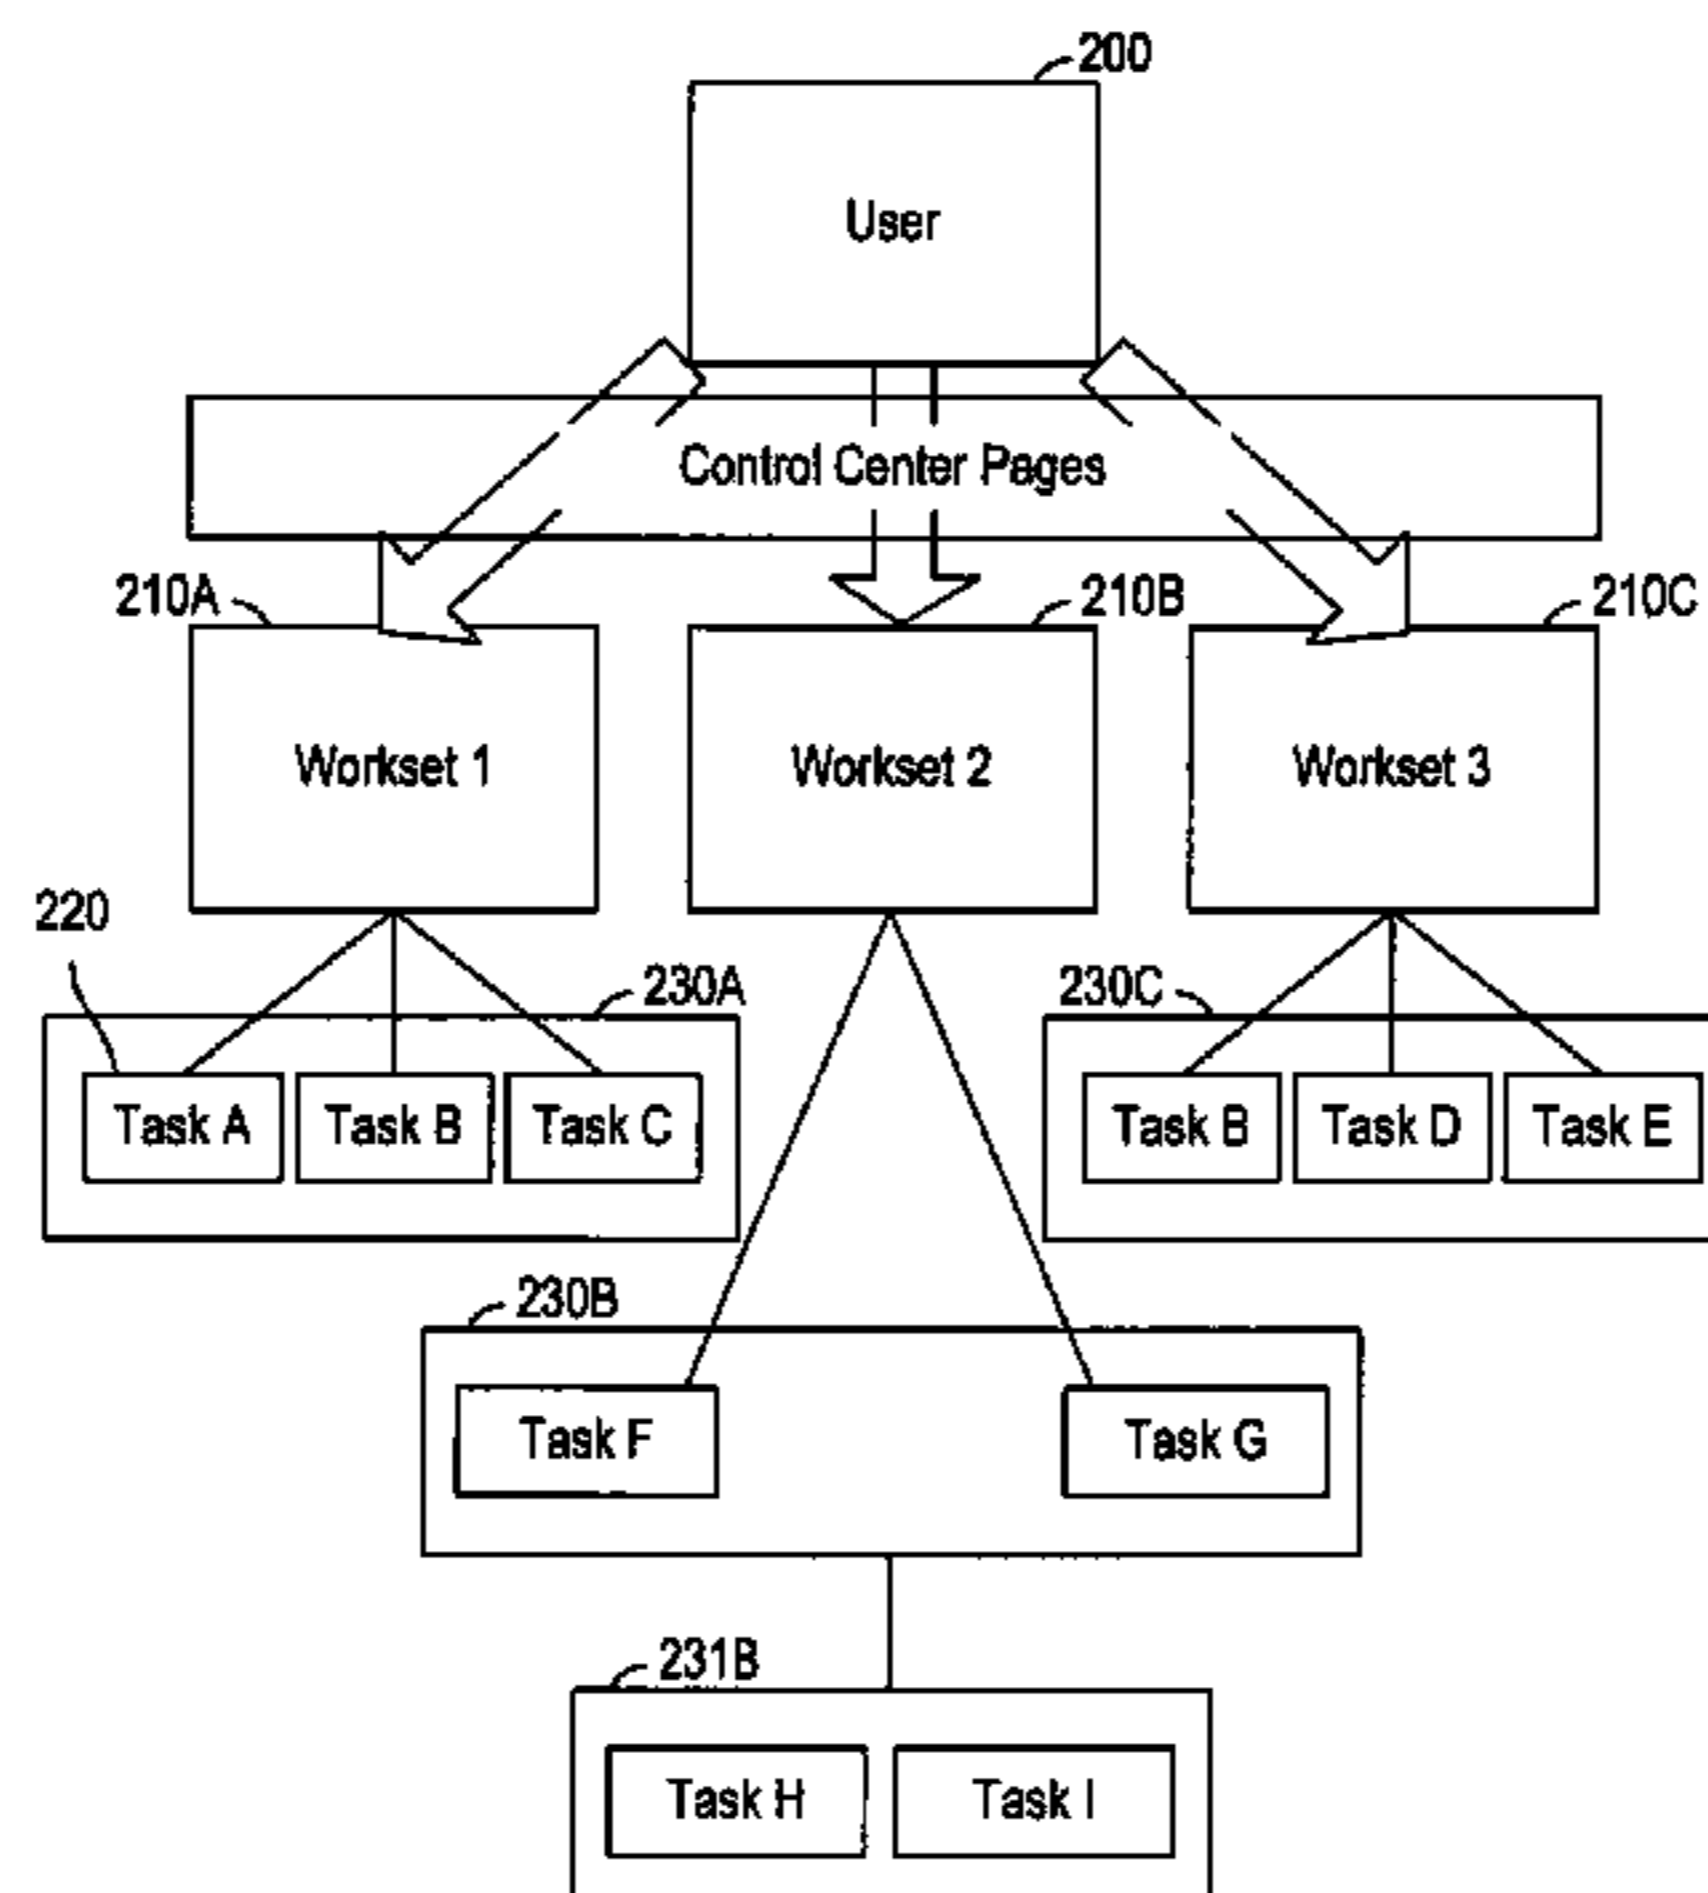 200
User
Control Center Pages
210A
210B
210C
Workset 1
Workset 2
Workset 3
220
230A
230C
Task A
Task B
Task C
Task B
Task D
Task E
230B
Task F
Task G
231B
Task H
Task I